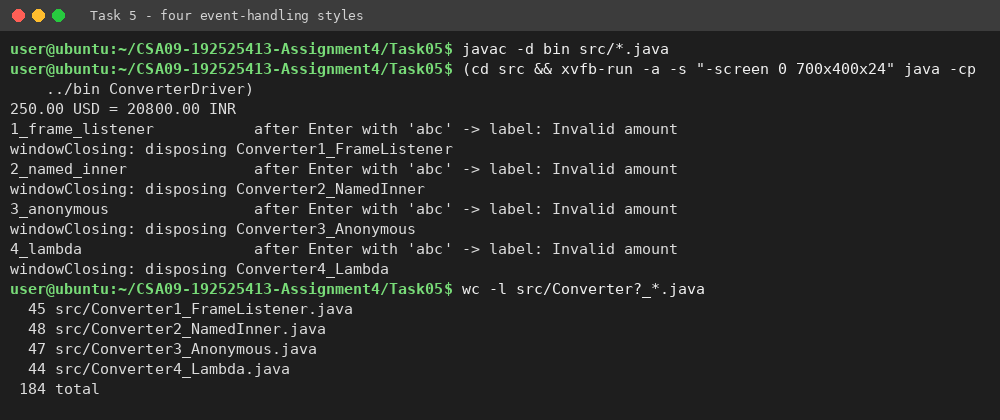 Task 5 - four event-handling styles
user@ubuntu:~/CSA09-192525413-Assignment4/Task05$ javac -d bin src/*.java
user@ubuntu:~/CSA09-192525413-Assignment4/Task05$ (cd src && xvfb-run -a -s "-screen 0 700x400x24" java -cp
    ../bin ConverterDriver)
250.00 USD = 20800.00 INR
1_frame_listener           after Enter with 'abc' -> label: Invalid amount
windowClosing: disposing Converter1_FrameListener
2_named_inner              after Enter with 'abc' -> label: Invalid amount
windowClosing: disposing Converter2_NamedInner
3_anonymous                after Enter with 'abc' -> label: Invalid amount
windowClosing: disposing Converter3_Anonymous
4_lambda                   after Enter with 'abc' -> label: Invalid amount
windowClosing: disposing Converter4_Lambda
user@ubuntu:~/CSA09-192525413-Assignment4/Task05$ wc -l src/Converter?_*.java
  45 src/Converter1_FrameListener.java
  48 src/Converter2_NamedInner.java
  47 src/Converter3_Anonymous.java
  44 src/Converter4_Lambda.java
 184 total